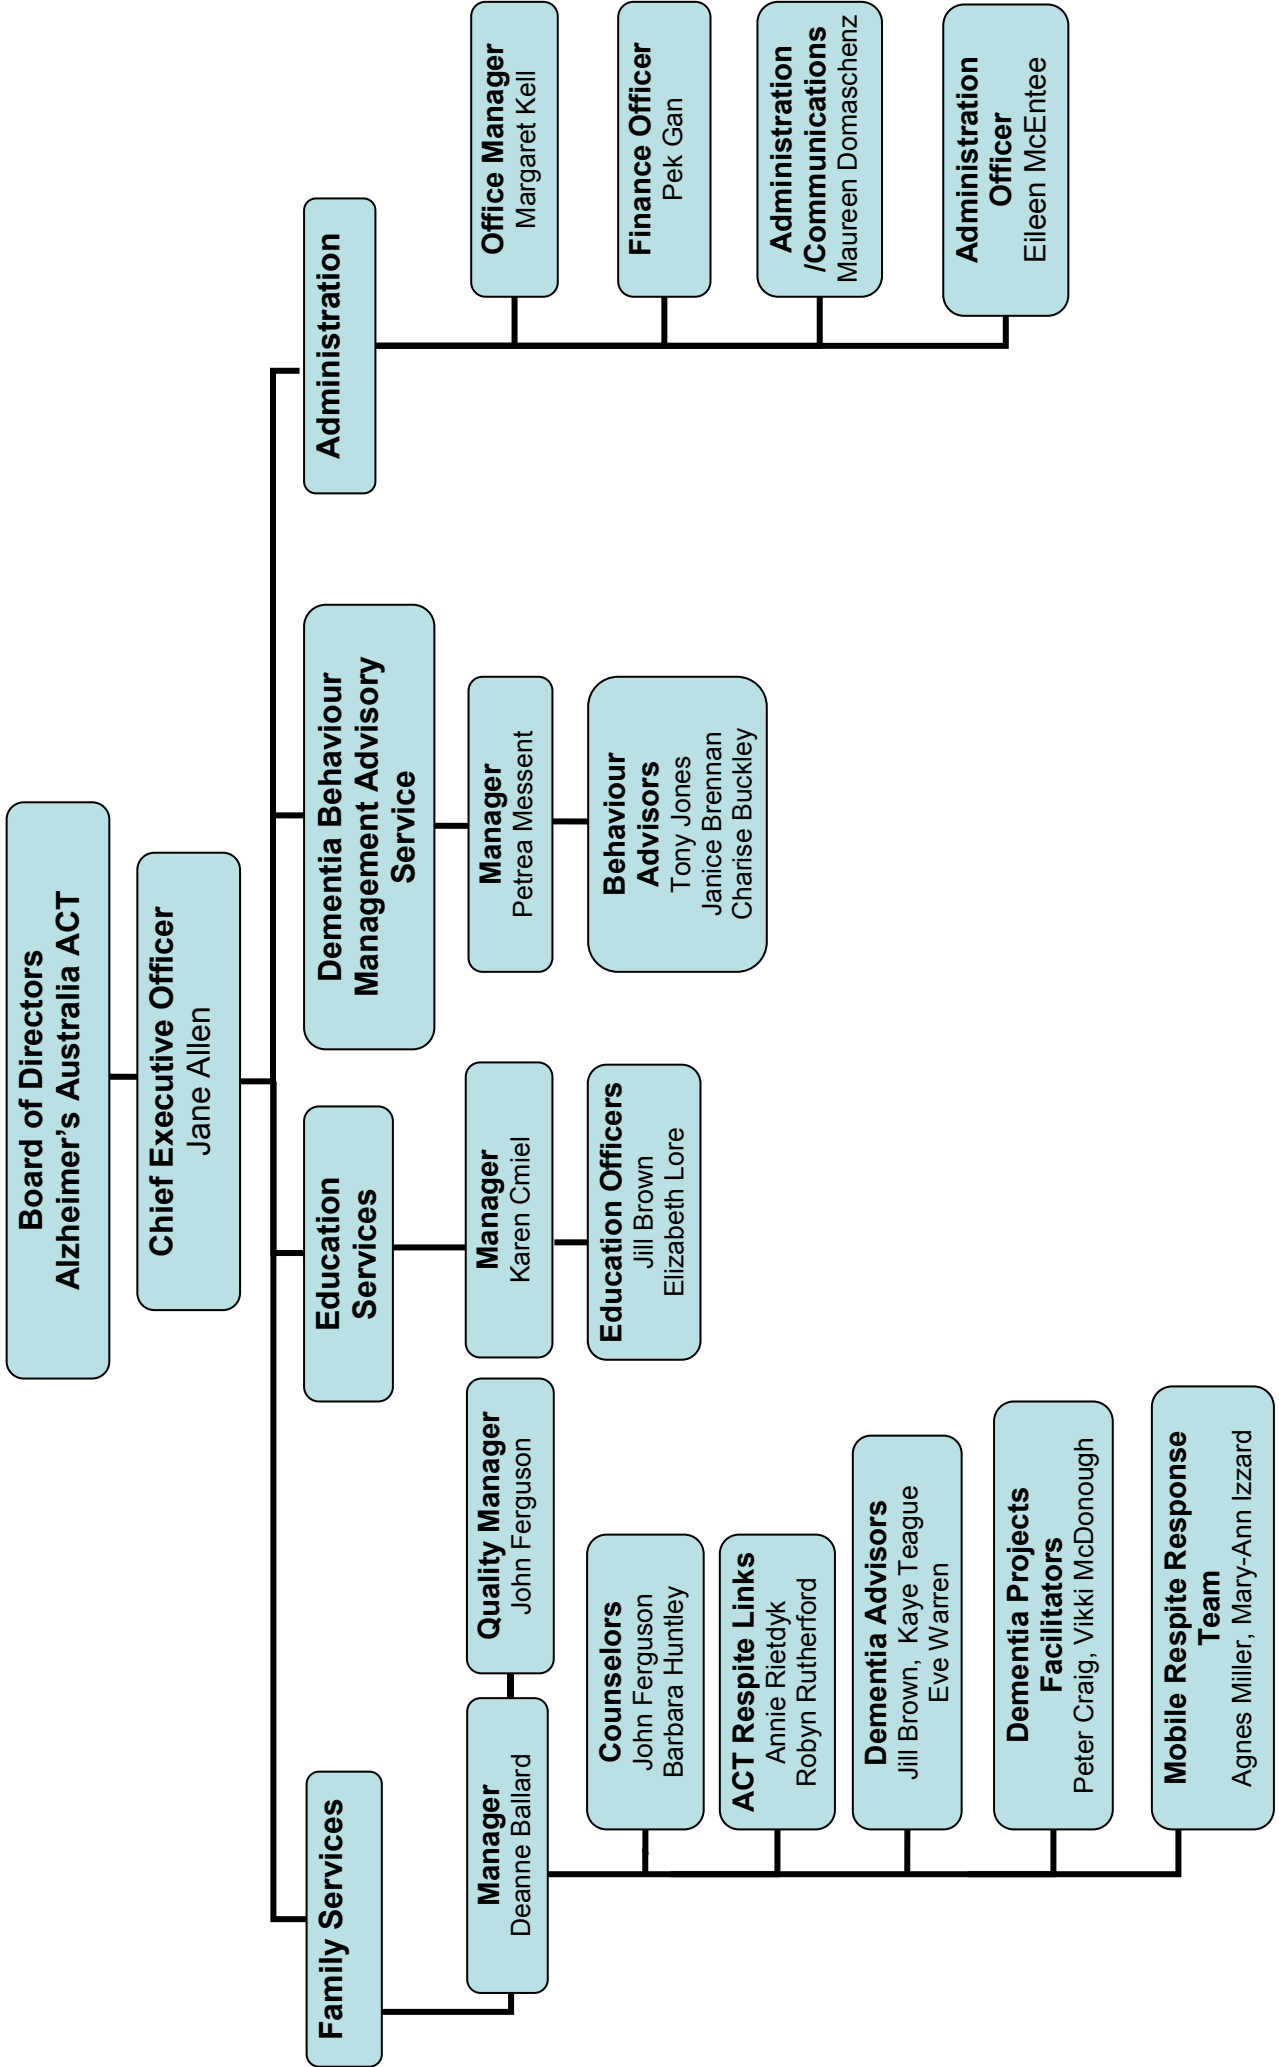 Board of Directors
Alzheimer's Australia ACT
Chief Executive Officer
Jane Allen
Family Services
Manager
Deanne Ballard
Quality Manager
John Ferguson
Counselors
John Ferguson
Barbara Huntley
ACT Respite Links
Annie Rietdyk
Robyn Rutherford
Dementia Advisors
Jill Brown, Kaye Teague
Eve Warren
Dementia Projects
Facilitators
Peter Craig, Vikki McDonough
Mobile Respite Response
Team
Agnes Miller, Mary-Ann Izzard
Education
Services
Manager
Karen Cmiel
Education Officers
Jill Brown
Elizabeth Lore
Dementia Behaviour
Management Advisory
Service
Manager
Petrea Messent
Behaviour
Advisors
Tony Jones
Janice Brennan
Charise Buckley
Administration
Office Manager
Margaret Kell
Finance Officer
Pek Gan
Administration
/Communications
Maureen Domaschenz
Administration
Officer
Eileen McEntee